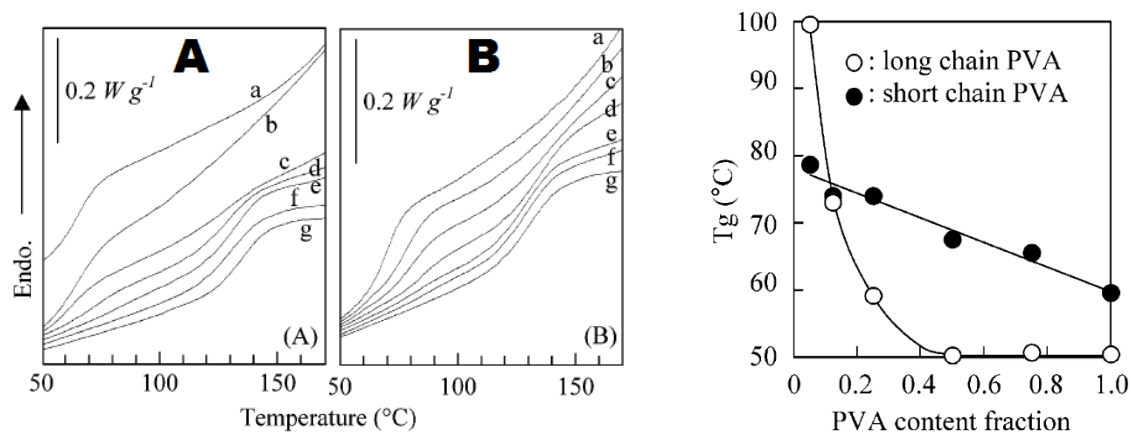 A
0.2 W g-1
a
b
c
d
e
f
g
(A)
Endo.
50
100
150
B
0.2 W g-1
a
b
c
d
e
f
g
(B)
50
100
150
Temperature (°C)
100
90
80
70
60
50
Tg (°C)
: long chain PVA
: short chain PVA
0
0.2
0.4
0.6
0.8
1.0
PVA content fraction